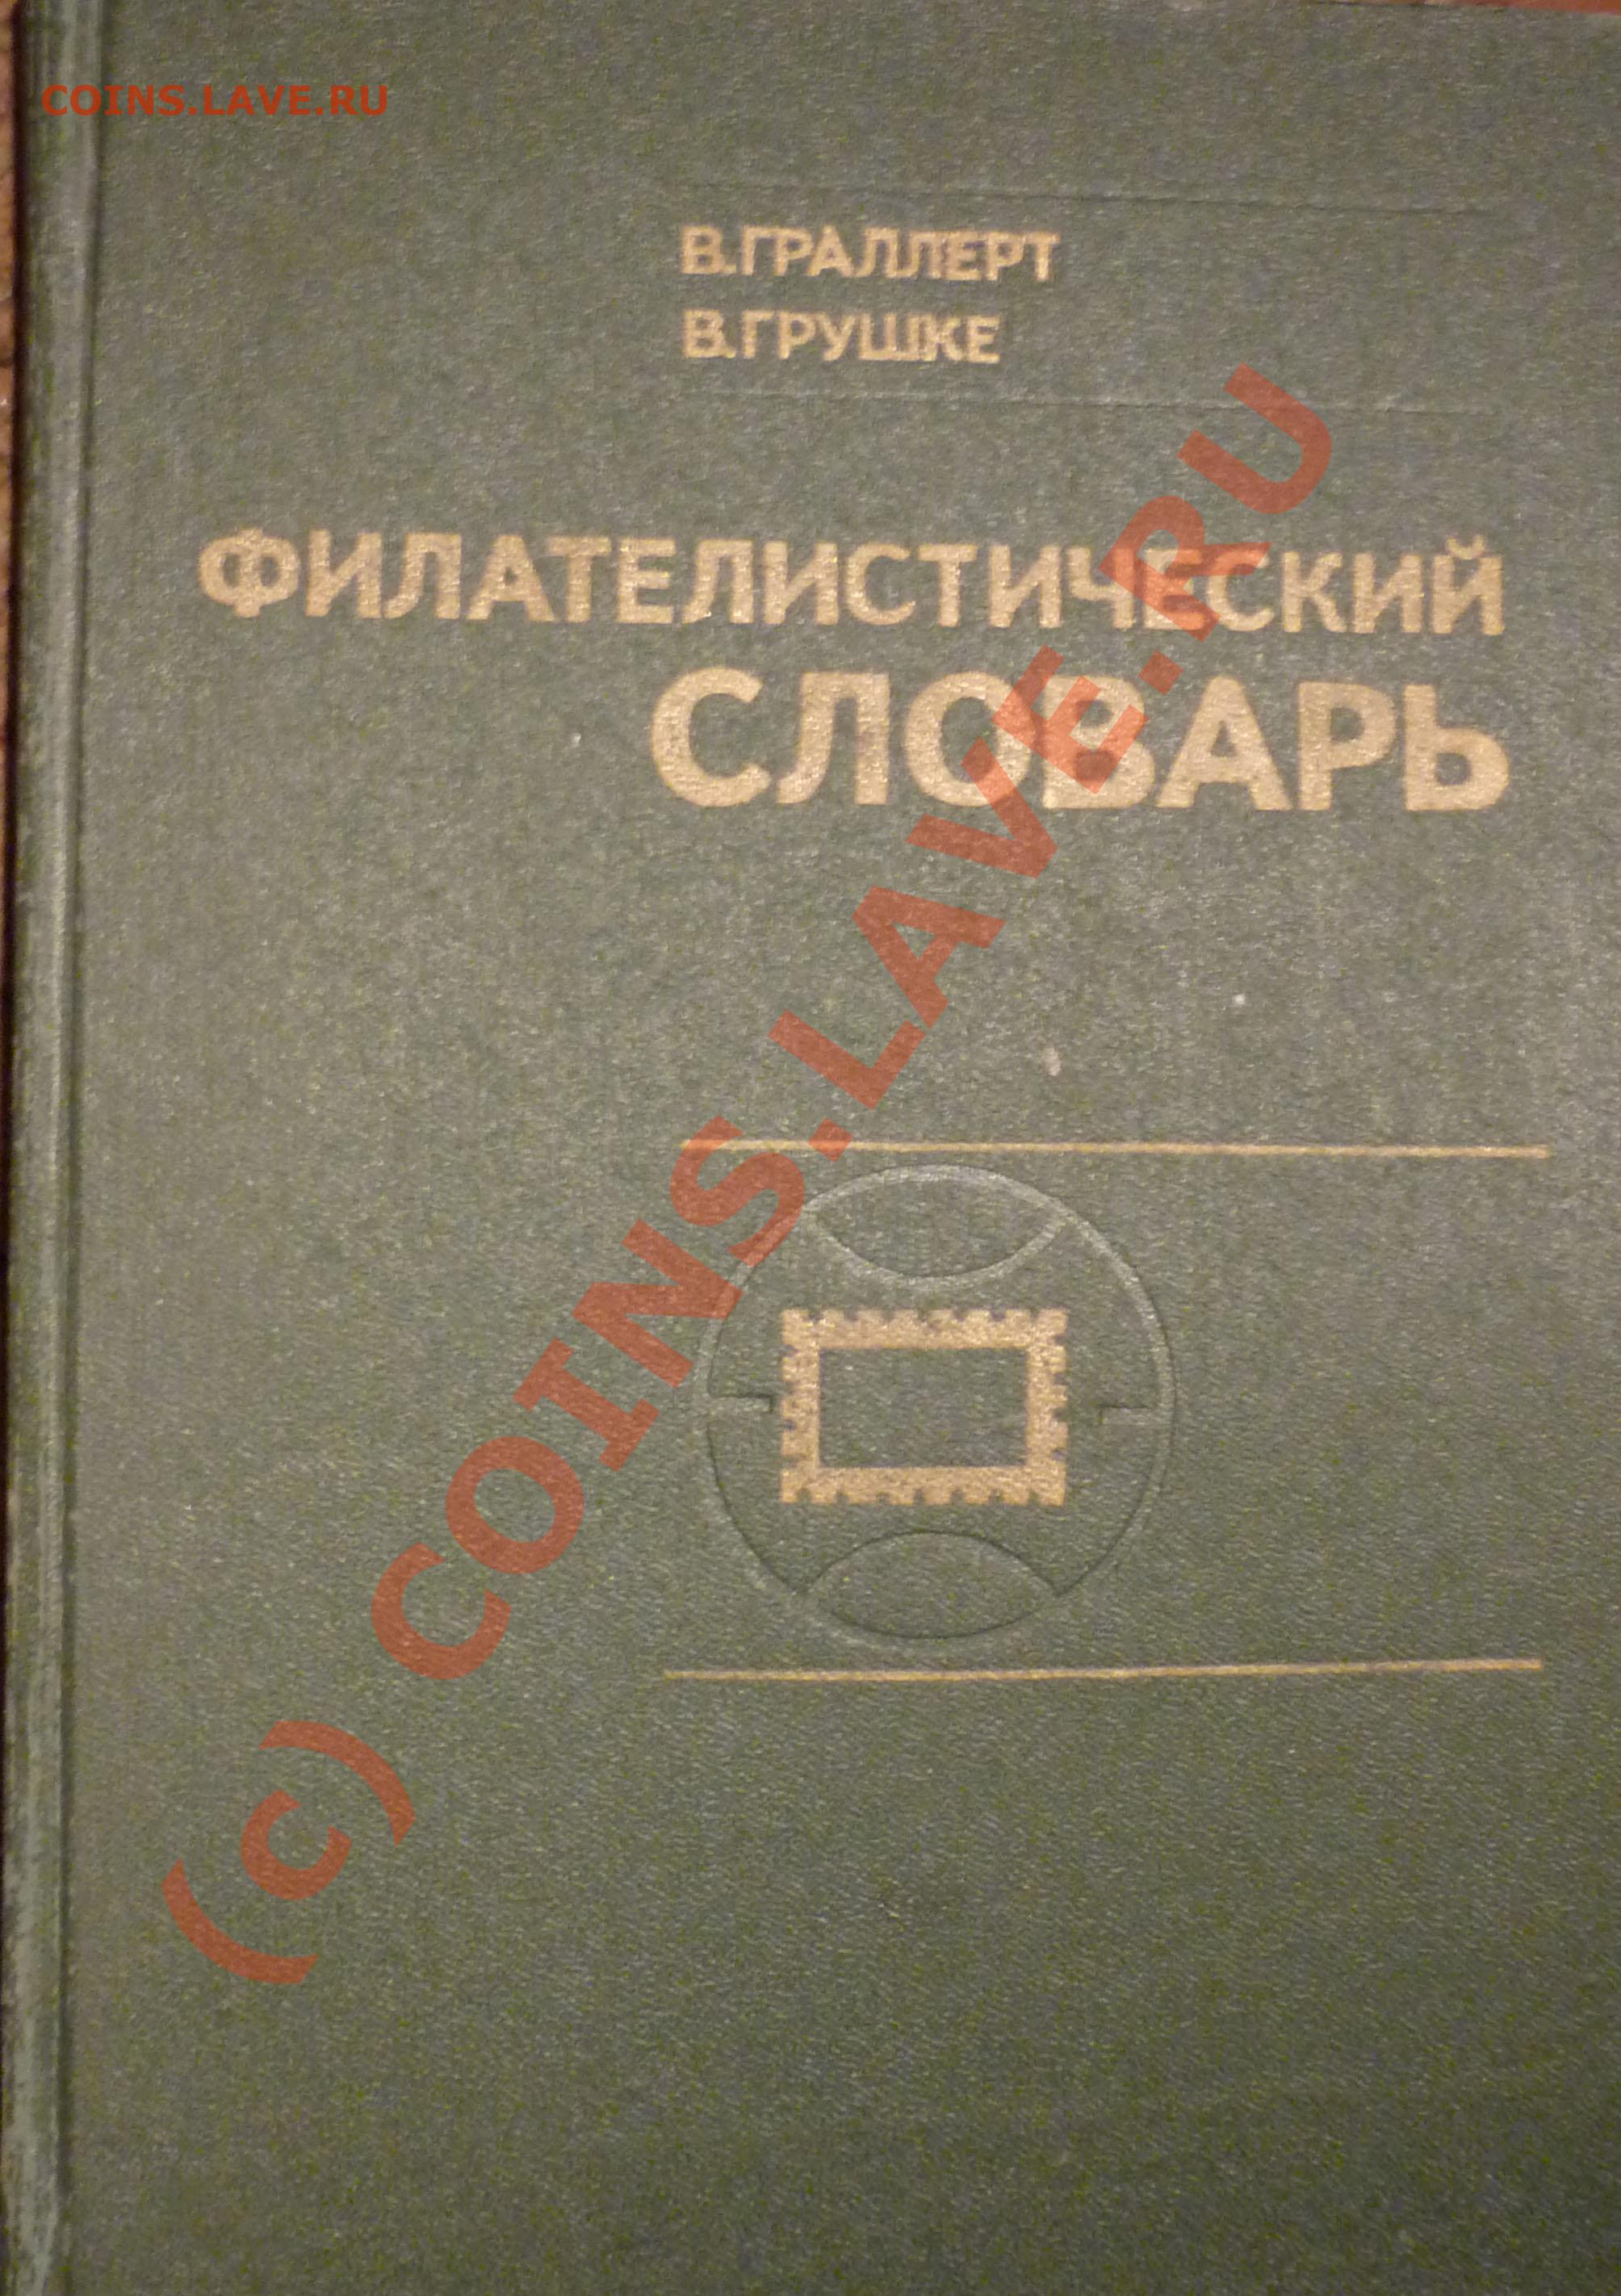 COINS.LAVE.RU
В.ГРАЛЛЕРТ
В.ГРУШКЕ
ФИЛАТЕЛИСТИЧЕСКИЙ
СЛОВАРЬ
(c) COINS.LAVE.RU